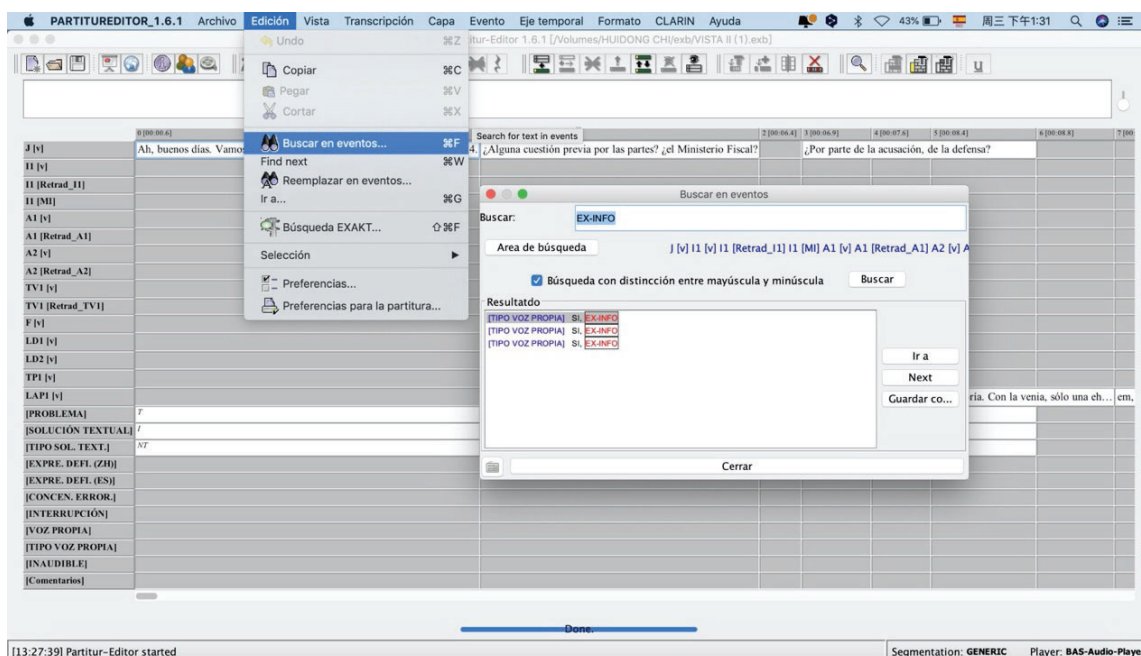 PARTITUREDITOR_1.6.1 Archivo Edición Vista Transcripción Capa Evento Eje temporal Formato CLARIN Ayuda 43% 周三下午1:31
Undo ⌘Z
itur-Editor 1.6.1 [/Volumes/HUIDONG CHI/exb/VISTA II (1).exb]
Copiar ⌘C
Pegar ⌘V
Cortar ⌘X
Buscar en eventos... ⌘F
Find next ⌘W
Reemplazar en eventos...
Ir a... ⌘G
Búsqueda EXAKT... ⇧⌘F
Selección
Preferencias...
Preferencias para la partitura...
Search for text in events
0 [00:00.6] 2 [00:06.4] 3 [00:06.9] 4 [00:07.6] 5 [00:08.4] 6 [00:08.8] 7 [00
J [v] Ah, buenos días. Vamo 4. ¿Alguna cuestión previa por las partes? ¿el Ministerio Fiscal? ¿Por parte de la acusación, de la defensa?
I1 [v]
I1 [Retrad_I1]
I1 [MI]
A1 [v]
A1 [Retrad_A1]
A2 [v]
A2 [Retrad_A2]
TV1 [v]
TV1 [Retrad_TV1]
F [v]
LD1 [v]
LD2 [v]
TP1 [v]
LAP1 [v] ría. Con la venia, sólo una eh... em,
[PROBLEMA] T
[SOLUCIÓN TEXTUAL] I
[TIPO SOL. TEXT.] NT
[EXPRE. DEFI. (ZH)]
[EXPRE. DEFI. (ES)]
[CONCEN. ERROR.]
[INTERRUPCIÓN]
[VOZ PROPIA]
[TIPO VOZ PROPIA]
[INAUDIBLE]
[Comentarios]
Buscar en eventos
Buscar: EX-INFO
Area de búsqueda J [v] I1 [v] I1 [Retrad_I1] I1 [MI] A1 [v] A1 [Retrad_A1] A2 [v] A
Búsqueda con distincción entre mayúscula y minúscula Buscar
Resultatdo
[TIPO VOZ PROPIA] SI, EX-INFO
[TIPO VOZ PROPIA] SI, EX-INFO
[TIPO VOZ PROPIA] SI, EX-INFO
Ir a
Next
Guardar co...
Cerrar
Done.
[13:27:39] Partitur-Editor started Segmentation: GENERIC Player: BAS-Audio-Playe